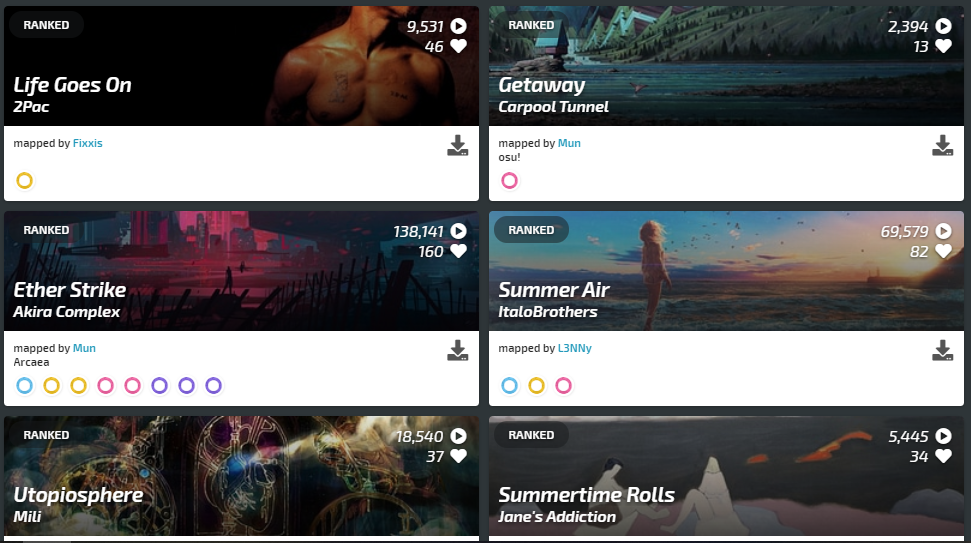 RANKED
9,531
46
Life Goes On
2Pac
mapped by Fixxis
RANKED
2,394
13
Getaway
Carpool Tunnel
mapped by Mun
osu!
RANKED
138,141
160
Ether Strike
Akira Complex
mapped by Mun
Arcaea
RANKED
69,579
82
Summer Air
ItaloBrothers
mapped by L3NNy
RANKED
18,540
37
Utopiosphere
Mili
RANKED
5,445
34
Summertime Rolls
Jane's Addiction